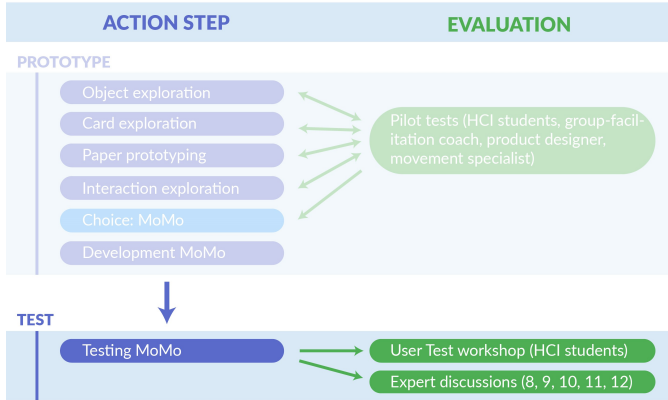 ACTION STEP
EVALUATION
PROTOTYPE
Object exploration
Card exploration
Paper prototyping
Interaction exploration
Choice: MoMo
Development MoMo
Pilot tests (HCI students, group-facil-
itation coach, product designer,
movement specialist)
TEST
Testing MoMo
User Test workshop (HCI students)
Expert discussions (8, 9, 10, 11, 12)